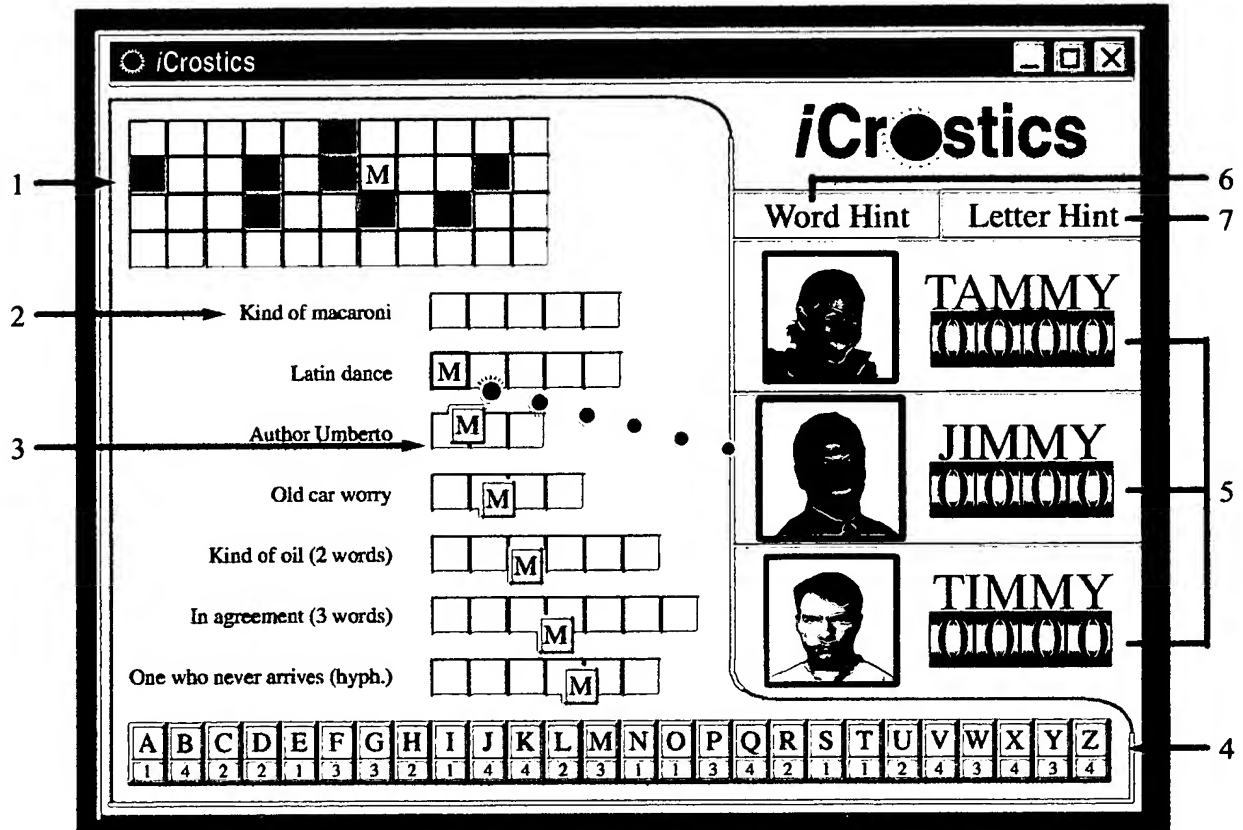 iCrostics
iCrostics
1
M
6
Word Hint
Letter Hint
7
TAMMY
0000
2
Kind of macaroni
Latin dance
M
3
Author Umberto
M
JIMMY
0000
5
Old car worry
M
Kind of oil (2 words)
M
In agreement (3 words)
M
TIMMY
0000
One who never arrives (hyph.)
M
A B C D E F G H I J K L M N O P Q R S T U V W X Y Z
1 4 2 2 1 3 3 2 1 4 4 2 3 1 1 3 4 2 1 1 2 4 3 4 3 4
4